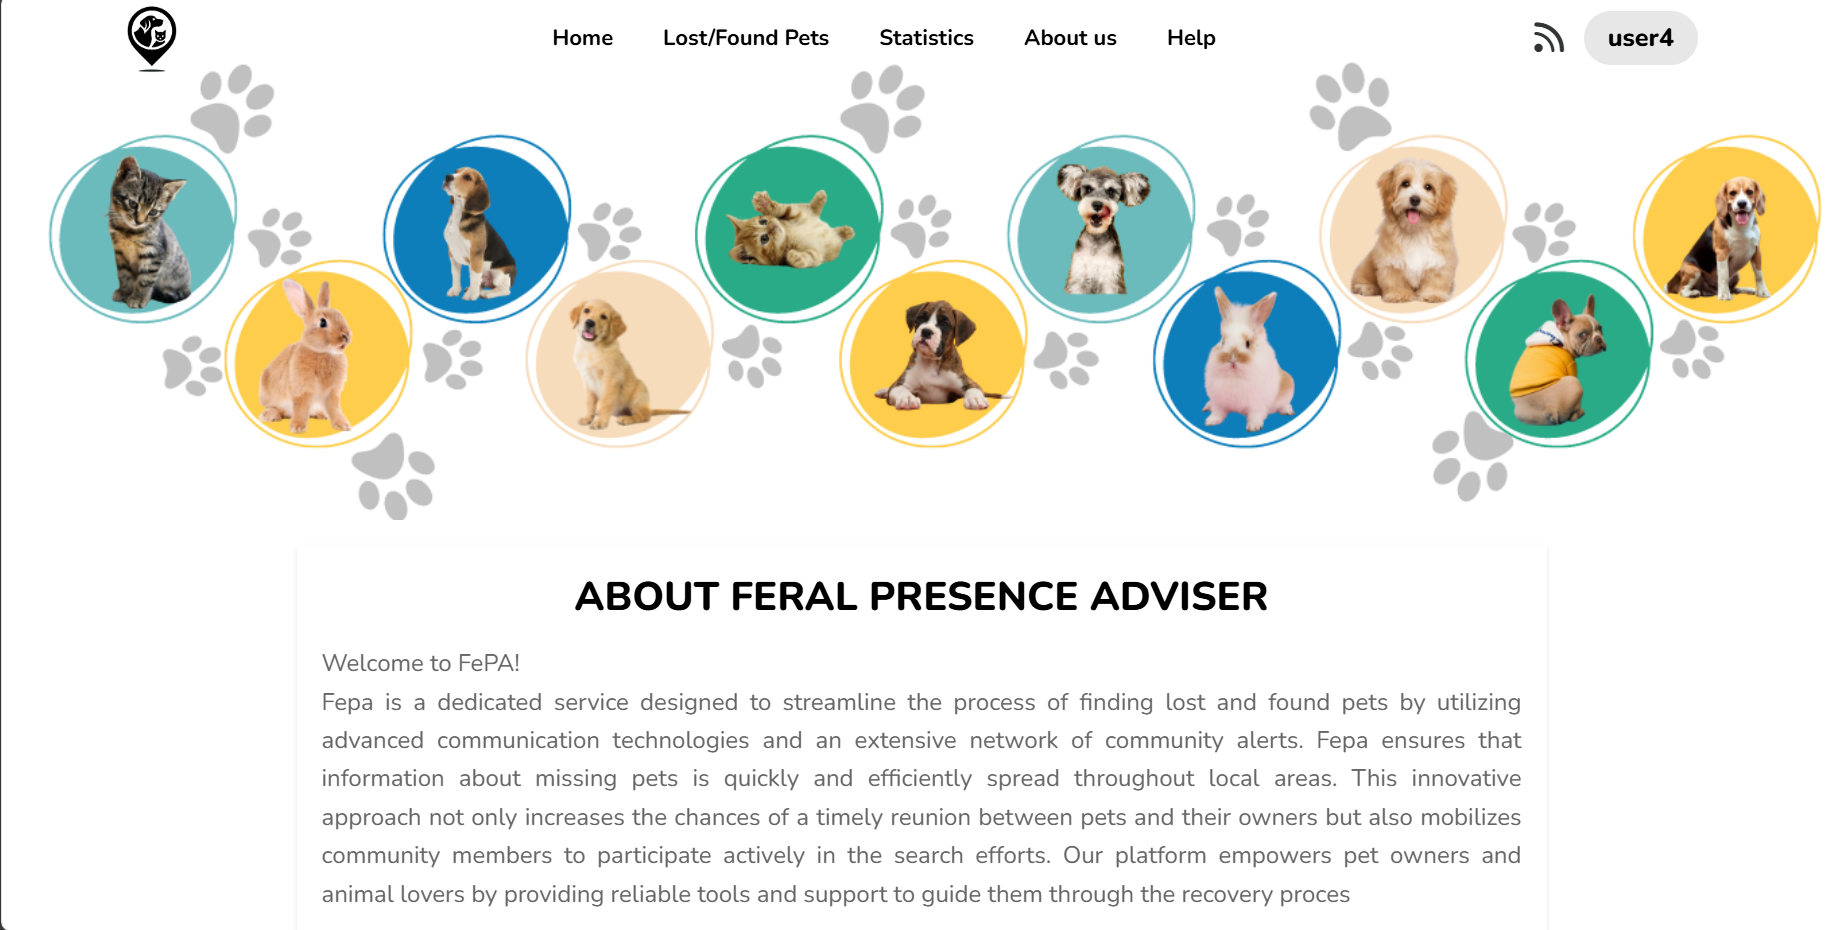 Home
Lost/Found Pets
Statistics
About us
Help
user4
ABOUT FERAL PRESENCE ADVISER
Welcome to FePA!
Fepa is a dedicated service designed to streamline the process of finding lost and found pets by utilizing
advanced communication technologies and an extensive network of community alerts. Fepa ensures that
information about missing pets is quickly and efficiently spread throughout local areas. This innovative
approach not only increases the chances of a timely reunion between pets and their owners but also mobilizes
community members to participate actively in the search efforts. Our platform empowers pet owners and
animal lovers by providing reliable tools and support to guide them through the recovery proces